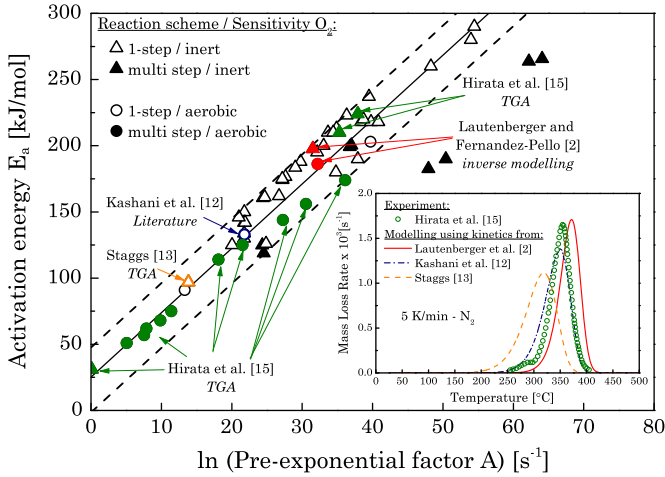 Reaction scheme / Sensitivity O2:
1-step / inert
multi step / inert
1-step / aerobic
multi step / aerobic
Hirata et al. [15]
TGA
Lautenberger and
Fernandez-Pello [2]
inverse modelling
Kashani et al. [12]
Literature
Staggs [13]
TGA
Hirata et al. [15]
TGA
Activation energy Ea [kJ/mol]
300
250
200
150
100
50
0
0 10 20 30 40 50 60 70 80
ln (Pre-exponential factor A) [s-1]
Mass Loss Rate x 10³[s-1]
2.0
1.5
1.0
0.5
0.0
Experiment:
Hirata et al. [15]
Modelling using kinetics from:
Lautenberger et al. [2]
Kashani et al. [12]
Staggs [13]
5 K/min - N2
0 50 100 150 200 250 300 350 400 450 500
Temperature [°C]